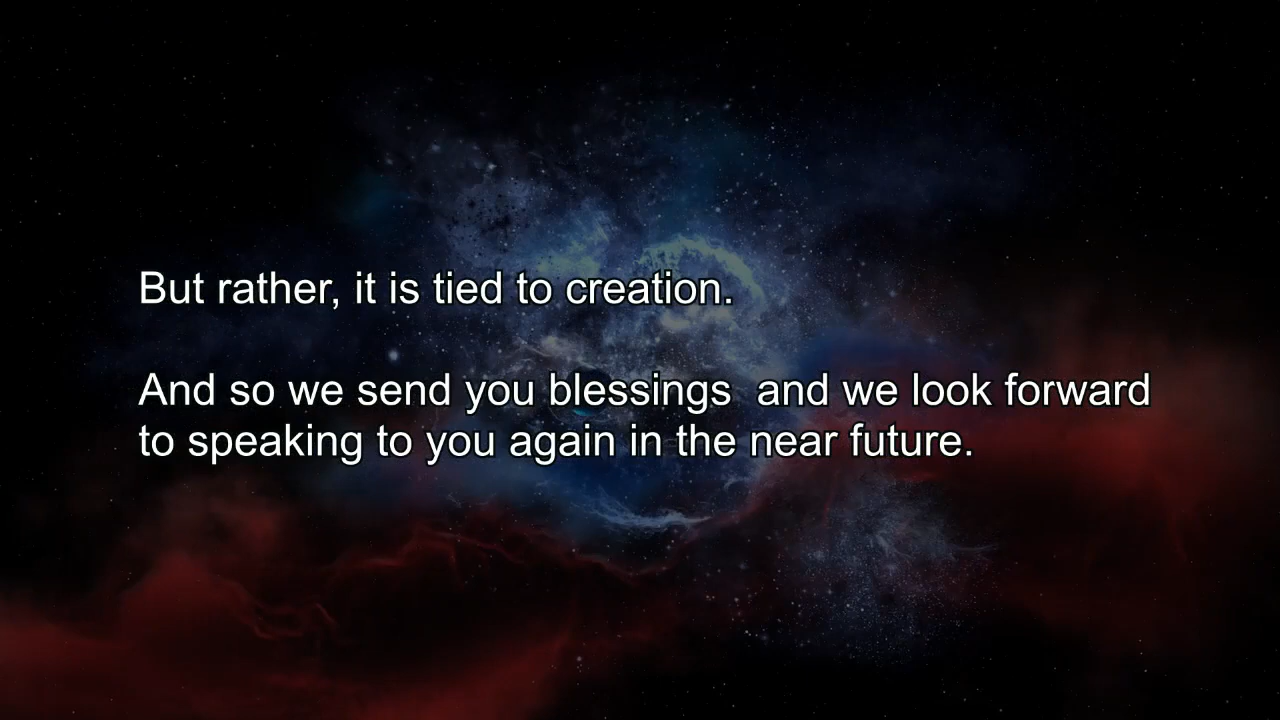 But rather, it is tied to creation.
And so we send you blessings  and we look forward
to speaking to you again in the near future.